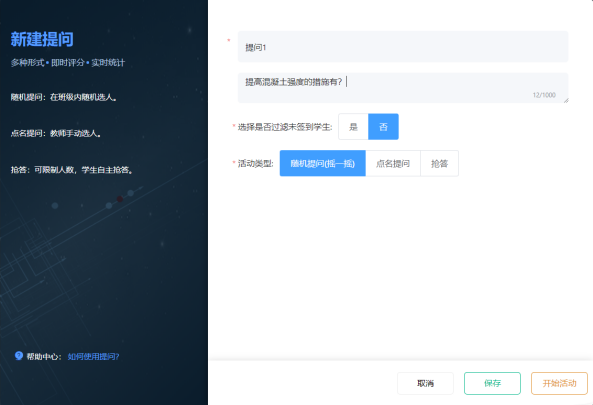 新建提问
多种形式•即时评分•实时统计
随机提问：在班级内随机选人。
点名提问：教师手动选人。
抢答：可限制人数，学生自主抢答。
帮助中心： 如何使用提问?
* 提问1
提高混凝土强度的措施有?
12/1000
* 选择是否过滤未签到学生: 是 否
* 活动类型: 随机提问(摇一摇) 点名提问 抢答
取消 保存 开始活动